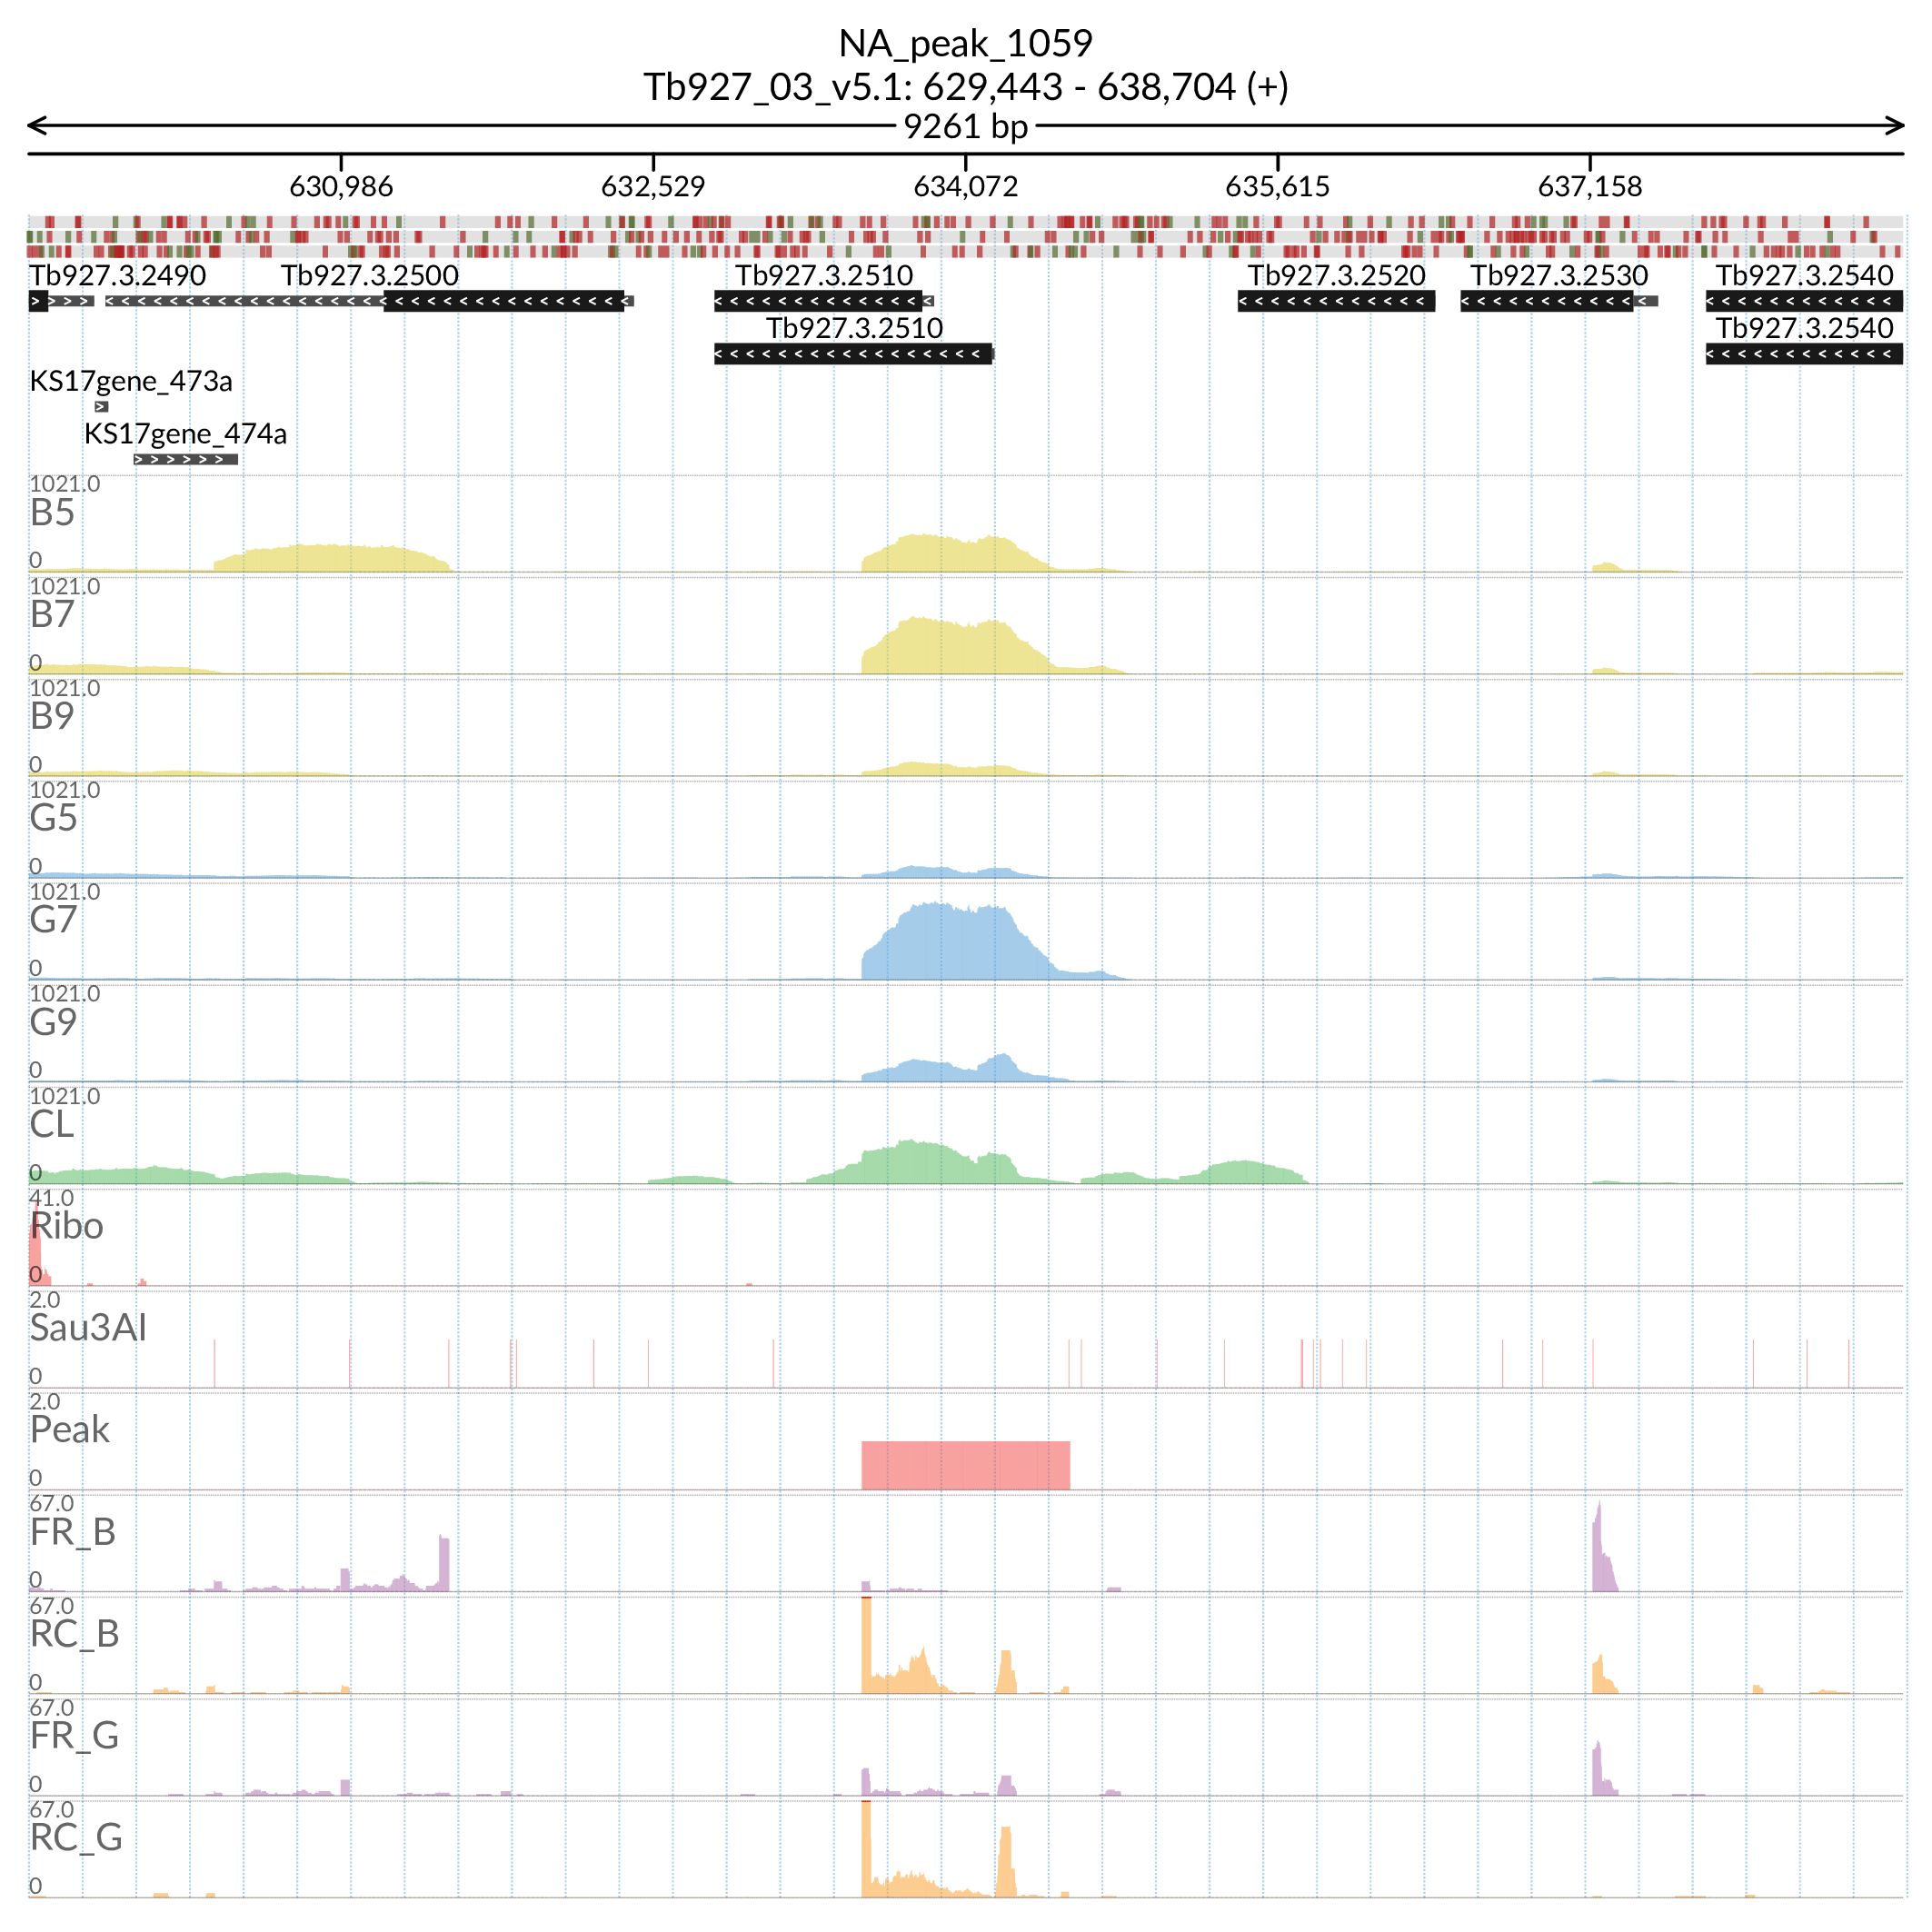 NA_peak_1059
Tb927_03_v5.1: 629,443 - 638,704 (+)
9261 bp
630,986 632,529 634,072 635,615 637,158
Tb927.3.2490 Tb927.3.2500 Tb927.3.2510 Tb927.3.2520 Tb927.3.2530 Tb927.3.2540
Tb927.3.2510 Tb927.3.2540
KS17gene_473a
KS17gene_474a
1021.0
B5
0
1021.0
B7
0
1021.0
B9
0
1021.0
G5
0
1021.0
G7
0
1021.0
G9
0
1021.0
CL
0
41.0
Ribo
0
2.0
Sau3AI
0
2.0
Peak
0
67.0
FR_B
0
67.0
RC_B
0
67.0
FR_G
0
67.0
RC_G
0